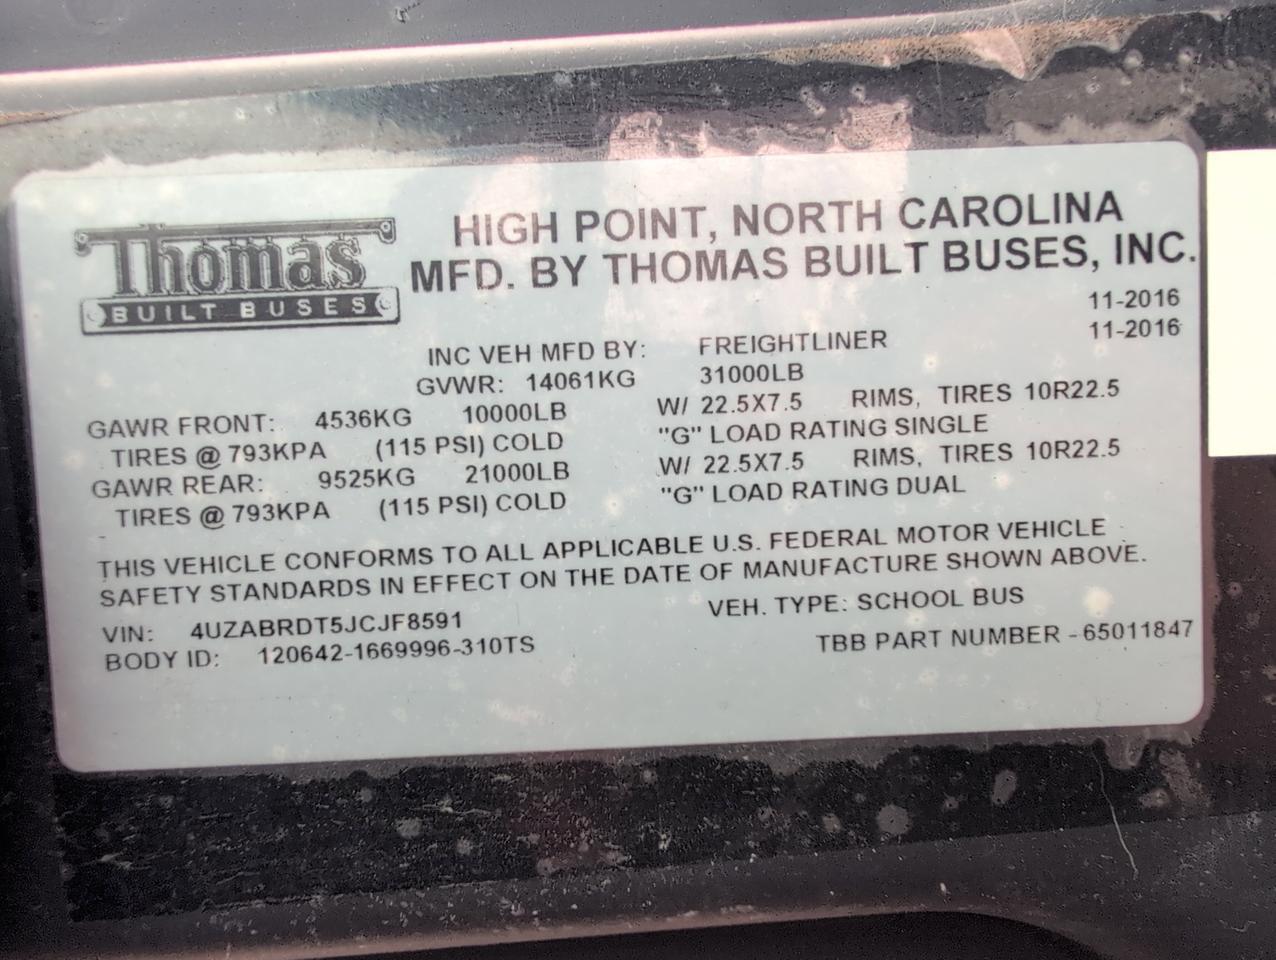 Thomas
BUILT BUSES
HIGH POINT, NORTH CAROLINA
MFD. BY THOMAS BUILT BUSES, INC.
11-2016
INC VEH MFD BY: FREIGHTLINER 11-2016
GVWR: 14061KG 31000LB
GAWR FRONT: 4536KG 10000LB W/ 22.5X7.5 RIMS, TIRES 10R22.5
TIRES @ 793KPA (115 PSI) COLD "G" LOAD RATING SINGLE
GAWR REAR: 9525KG 21000LB W/ 22.5X7.5 RIMS, TIRES 10R22.5
TIRES @ 793KPA (115 PSI) COLD "G" LOAD RATING DUAL
THIS VEHICLE CONFORMS TO ALL APPLICABLE U.S. FEDERAL MOTOR VEHICLE
SAFETY STANDARDS IN EFFECT ON THE DATE OF MANUFACTURE SHOWN ABOVE.
VIN: 4UZABRDT5JCJF8591 VEH. TYPE: SCHOOL BUS
BODY ID: 120642-1669996-310TS TBB PART NUMBER - 65011847